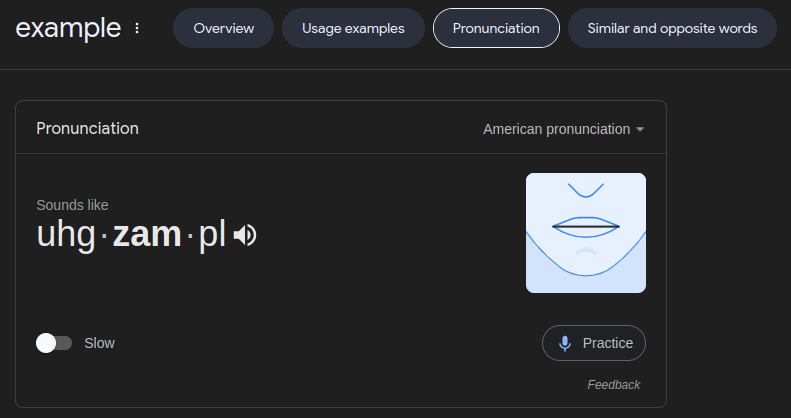 example
Overview Usage examples Pronunciation Similar and opposite words
Pronunciation
American pronunciation
Sounds like
uhg·zam·pl
Slow
Practice
Feedback